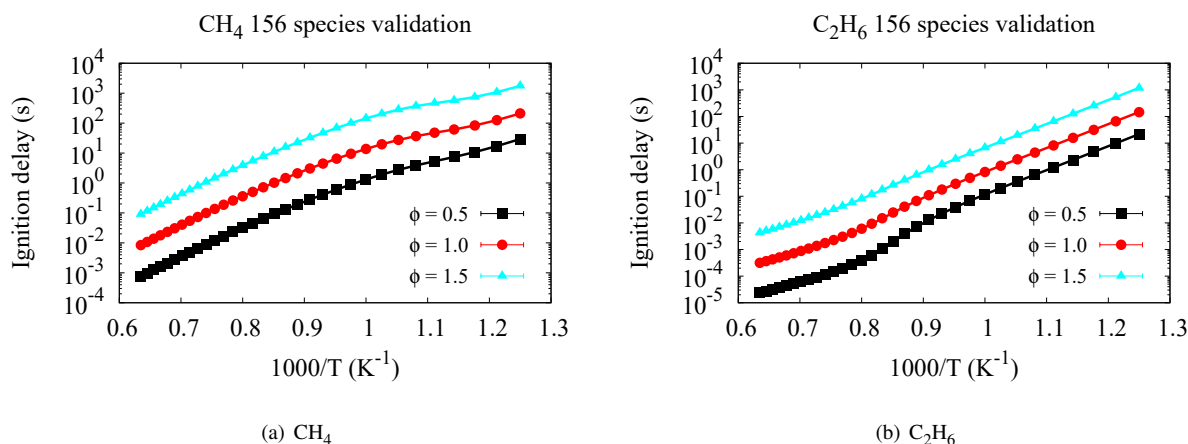 CH4 156 species validation
Ignition delay (s)
10^4
10^3
10^2
10^1
10^0
10^-1
10^-2
10^-3
10^-4
0.6 0.7 0.8 0.9 1 1.1 1.2 1.3
1000/T (K^-1)
ϕ = 0.5
ϕ = 1.0
ϕ = 1.5
(a) CH4
C2H6 156 species validation
Ignition delay (s)
10^4
10^3
10^2
10^1
10^0
10^-1
10^-2
10^-3
10^-4
10^-5
0.6 0.7 0.8 0.9 1 1.1 1.2 1.3
1000/T (K^-1)
ϕ = 0.5
ϕ = 1.0
ϕ = 1.5
(b) C2H6